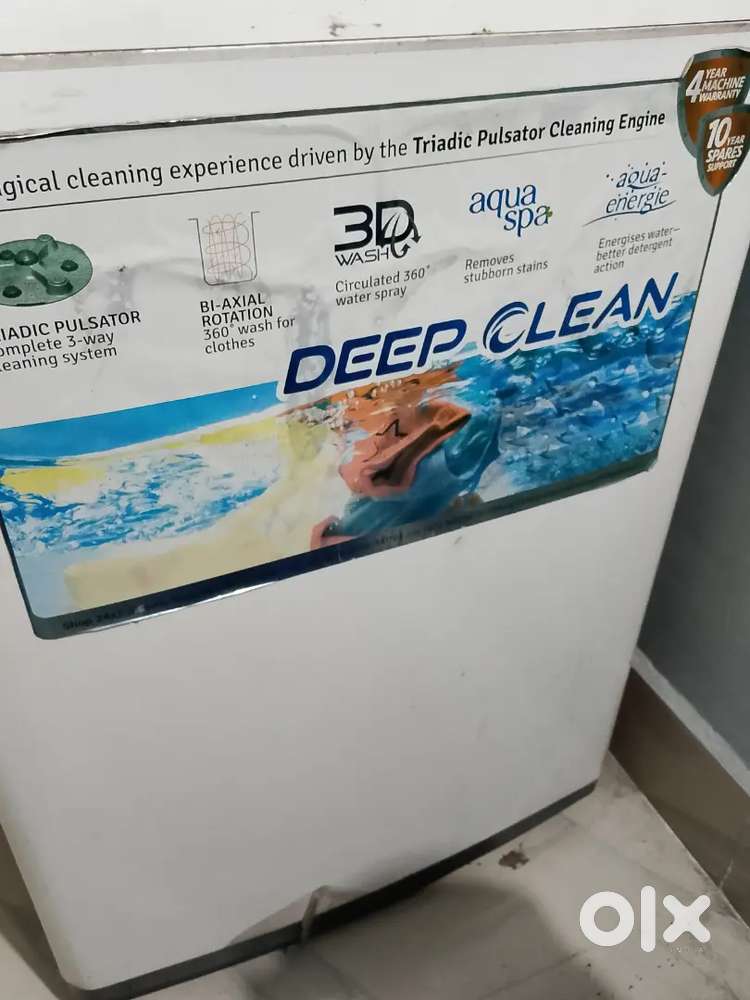 4 YEAR
MACHINE
WARRANTY
10 YEAR
SPARES
SUPPORT
gical cleaning experience driven by the Triadic Pulsator Cleaning Engine
3D
WASH
aqua
spa
aqua-
energie
IADIC PULSATOR
omplete 3-way
eaning system
BI-AXIAL
ROTATION
360° wash for
clothes
Circulated 360°
water spray
Removes
stubborn stains
Energises water–
better detergent
action
DEEP CLEAN
olx